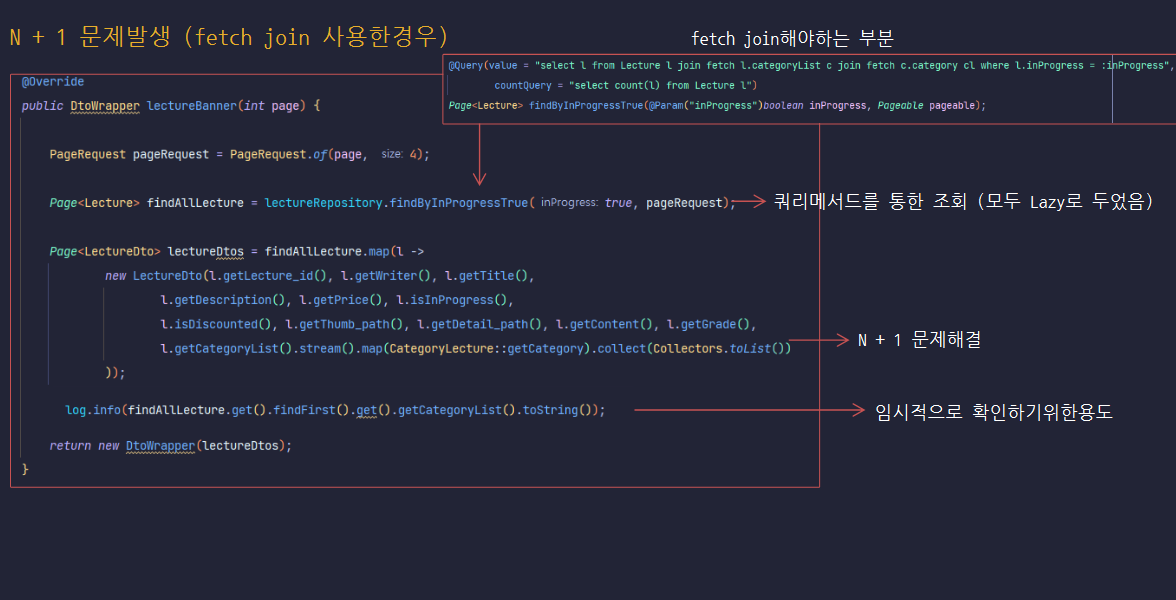 N + 1 문제발생 (fetch join 사용한경우)
fetch join해야하는 부분
@Query(value = "select l from Lecture l join fetch l.categoryList c join fetch c.category cl where l.inProgress = :inProgress",
countQuery = "select count(l) from Lecture l")
Page<Lecture> findByInProgressTrue(@Param("inProgress")boolean inProgress, Pageable pageable);
@Override
public DtoWrapper lectureBanner(int page) {
PageRequest pageRequest = PageRequest.of(page, size: 4);
Page<Lecture> findAllLecture = lectureRepository.findByInProgressTrue( inProgress: true, pageRequest);
쿼리메서드를 통한 조회 (모두 Lazy로 두었음)
Page<LectureDto> lectureDtos = findAllLecture.map(l ->
new LectureDto(l.getLecture_id(), l.getWriter(), l.getTitle(),
l.getDescription(), l.getPrice(), l.isInProgress(),
l.isDiscounted(), l.getThumb_path(), l.getDetail_path(), l.getContent(), l.getGrade(),
l.getCategoryList().stream().map(CategoryLecture::getCategory).collect(Collectors.toList())
N + 1 문제해결
));
log.info(findAllLecture.get().findFirst().get().getCategoryList().toString());
임시적으로 확인하기위한용도
return new DtoWrapper(lectureDtos);
}